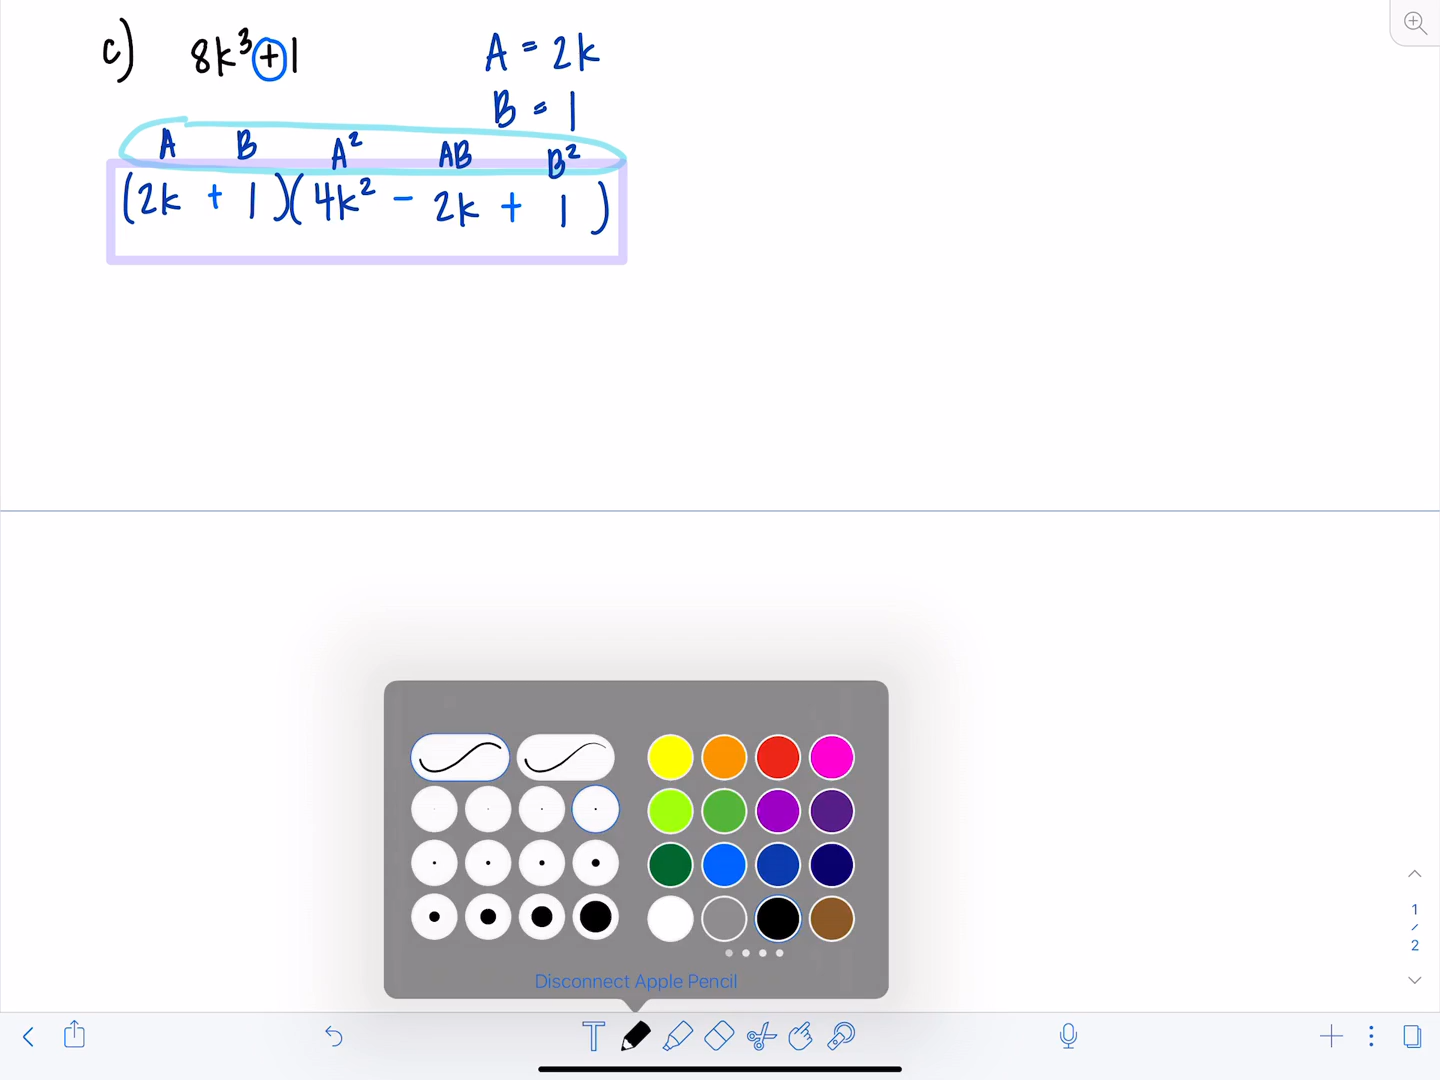 c) 8k³+1 A = 2k
B = 1
A B A² AB B²
(2k + 1)(4k² - 2k + 1)
Disconnect Apple Pencil
1
/
2
T